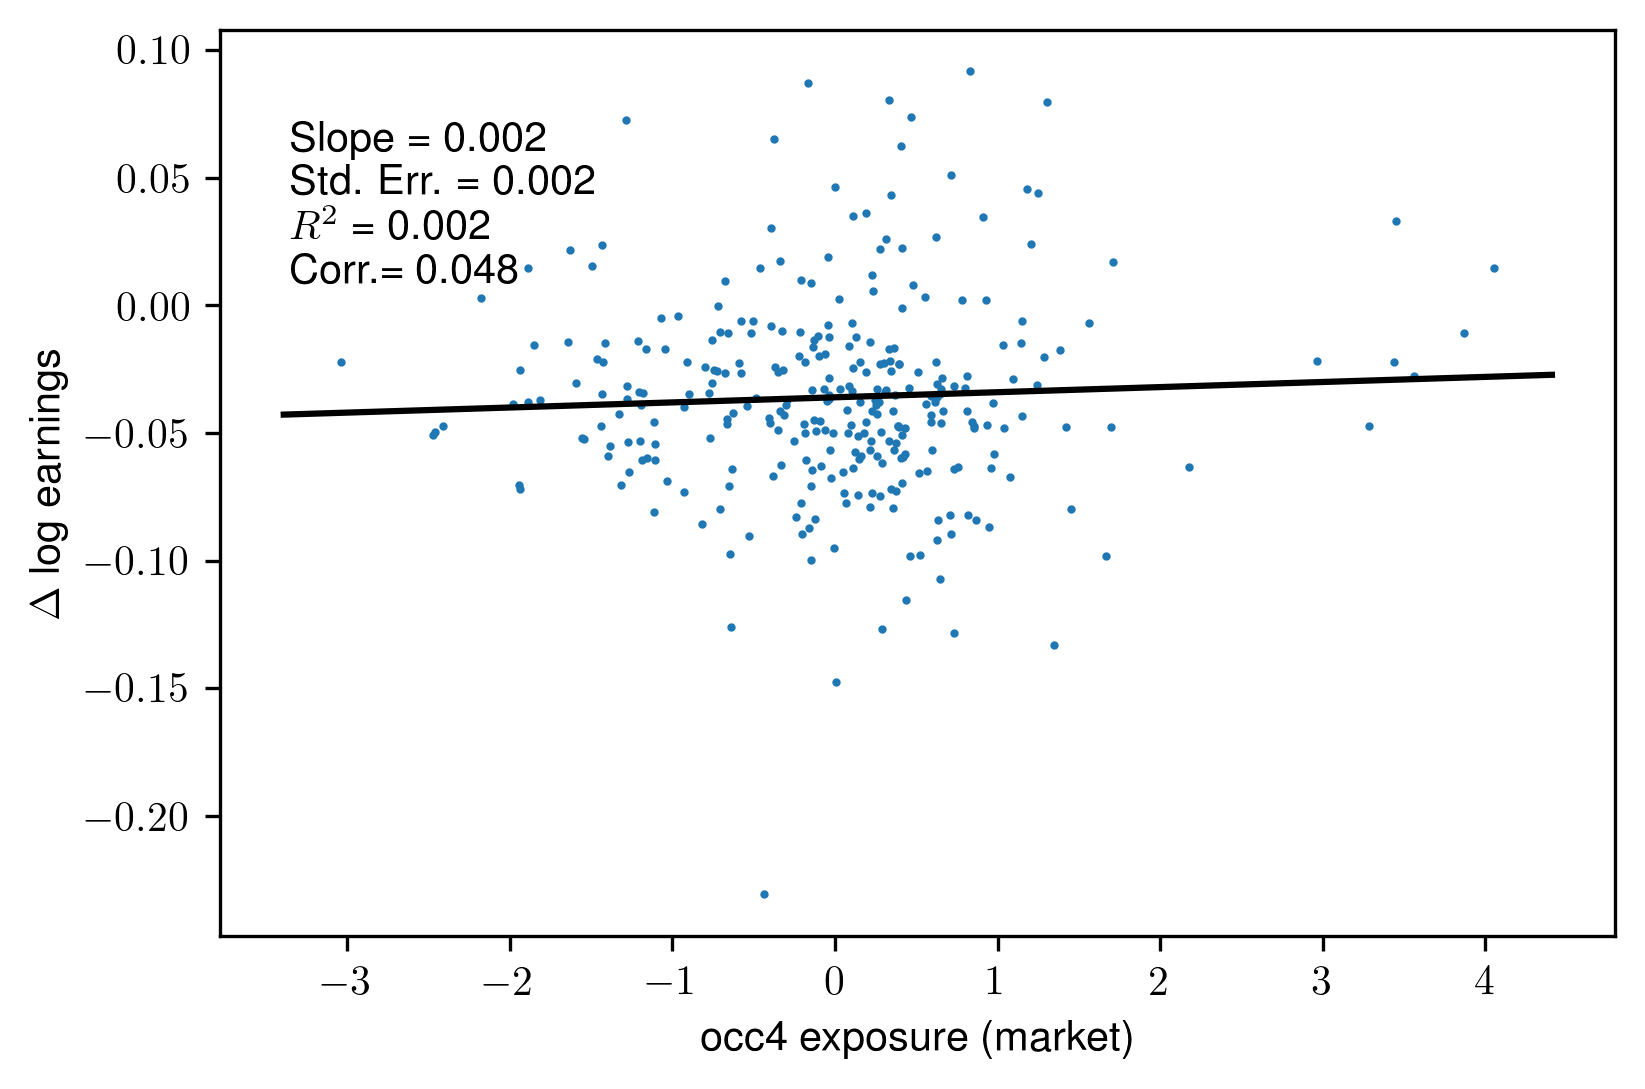 0.10
0.05
0.00
−0.05
−0.10
−0.15
−0.20
Δ log earnings
Slope = 0.002
Std. Err. = 0.002
R² = 0.002
Corr.= 0.048
−3 −2 −1 0 1 2 3 4
occ4 exposure (market)